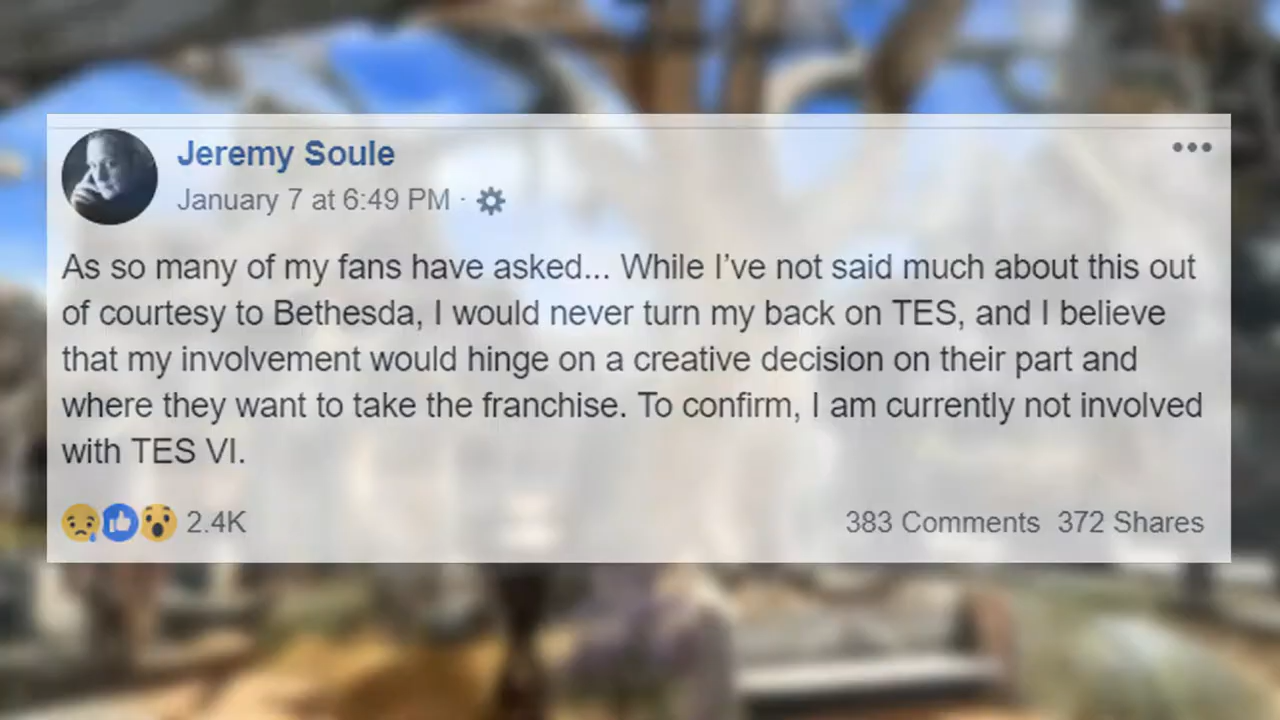 Jeremy Soule
January 7 at 6:49 PM ·
As so many of my fans have asked... While I’ve not said much about this out
of courtesy to Bethesda, I would never turn my back on TES, and I believe
that my involvement would hinge on a creative decision on their part and
where they want to take the franchise. To confirm, I am currently not involved
with TES VI.
2.4K 383 Comments 372 Shares